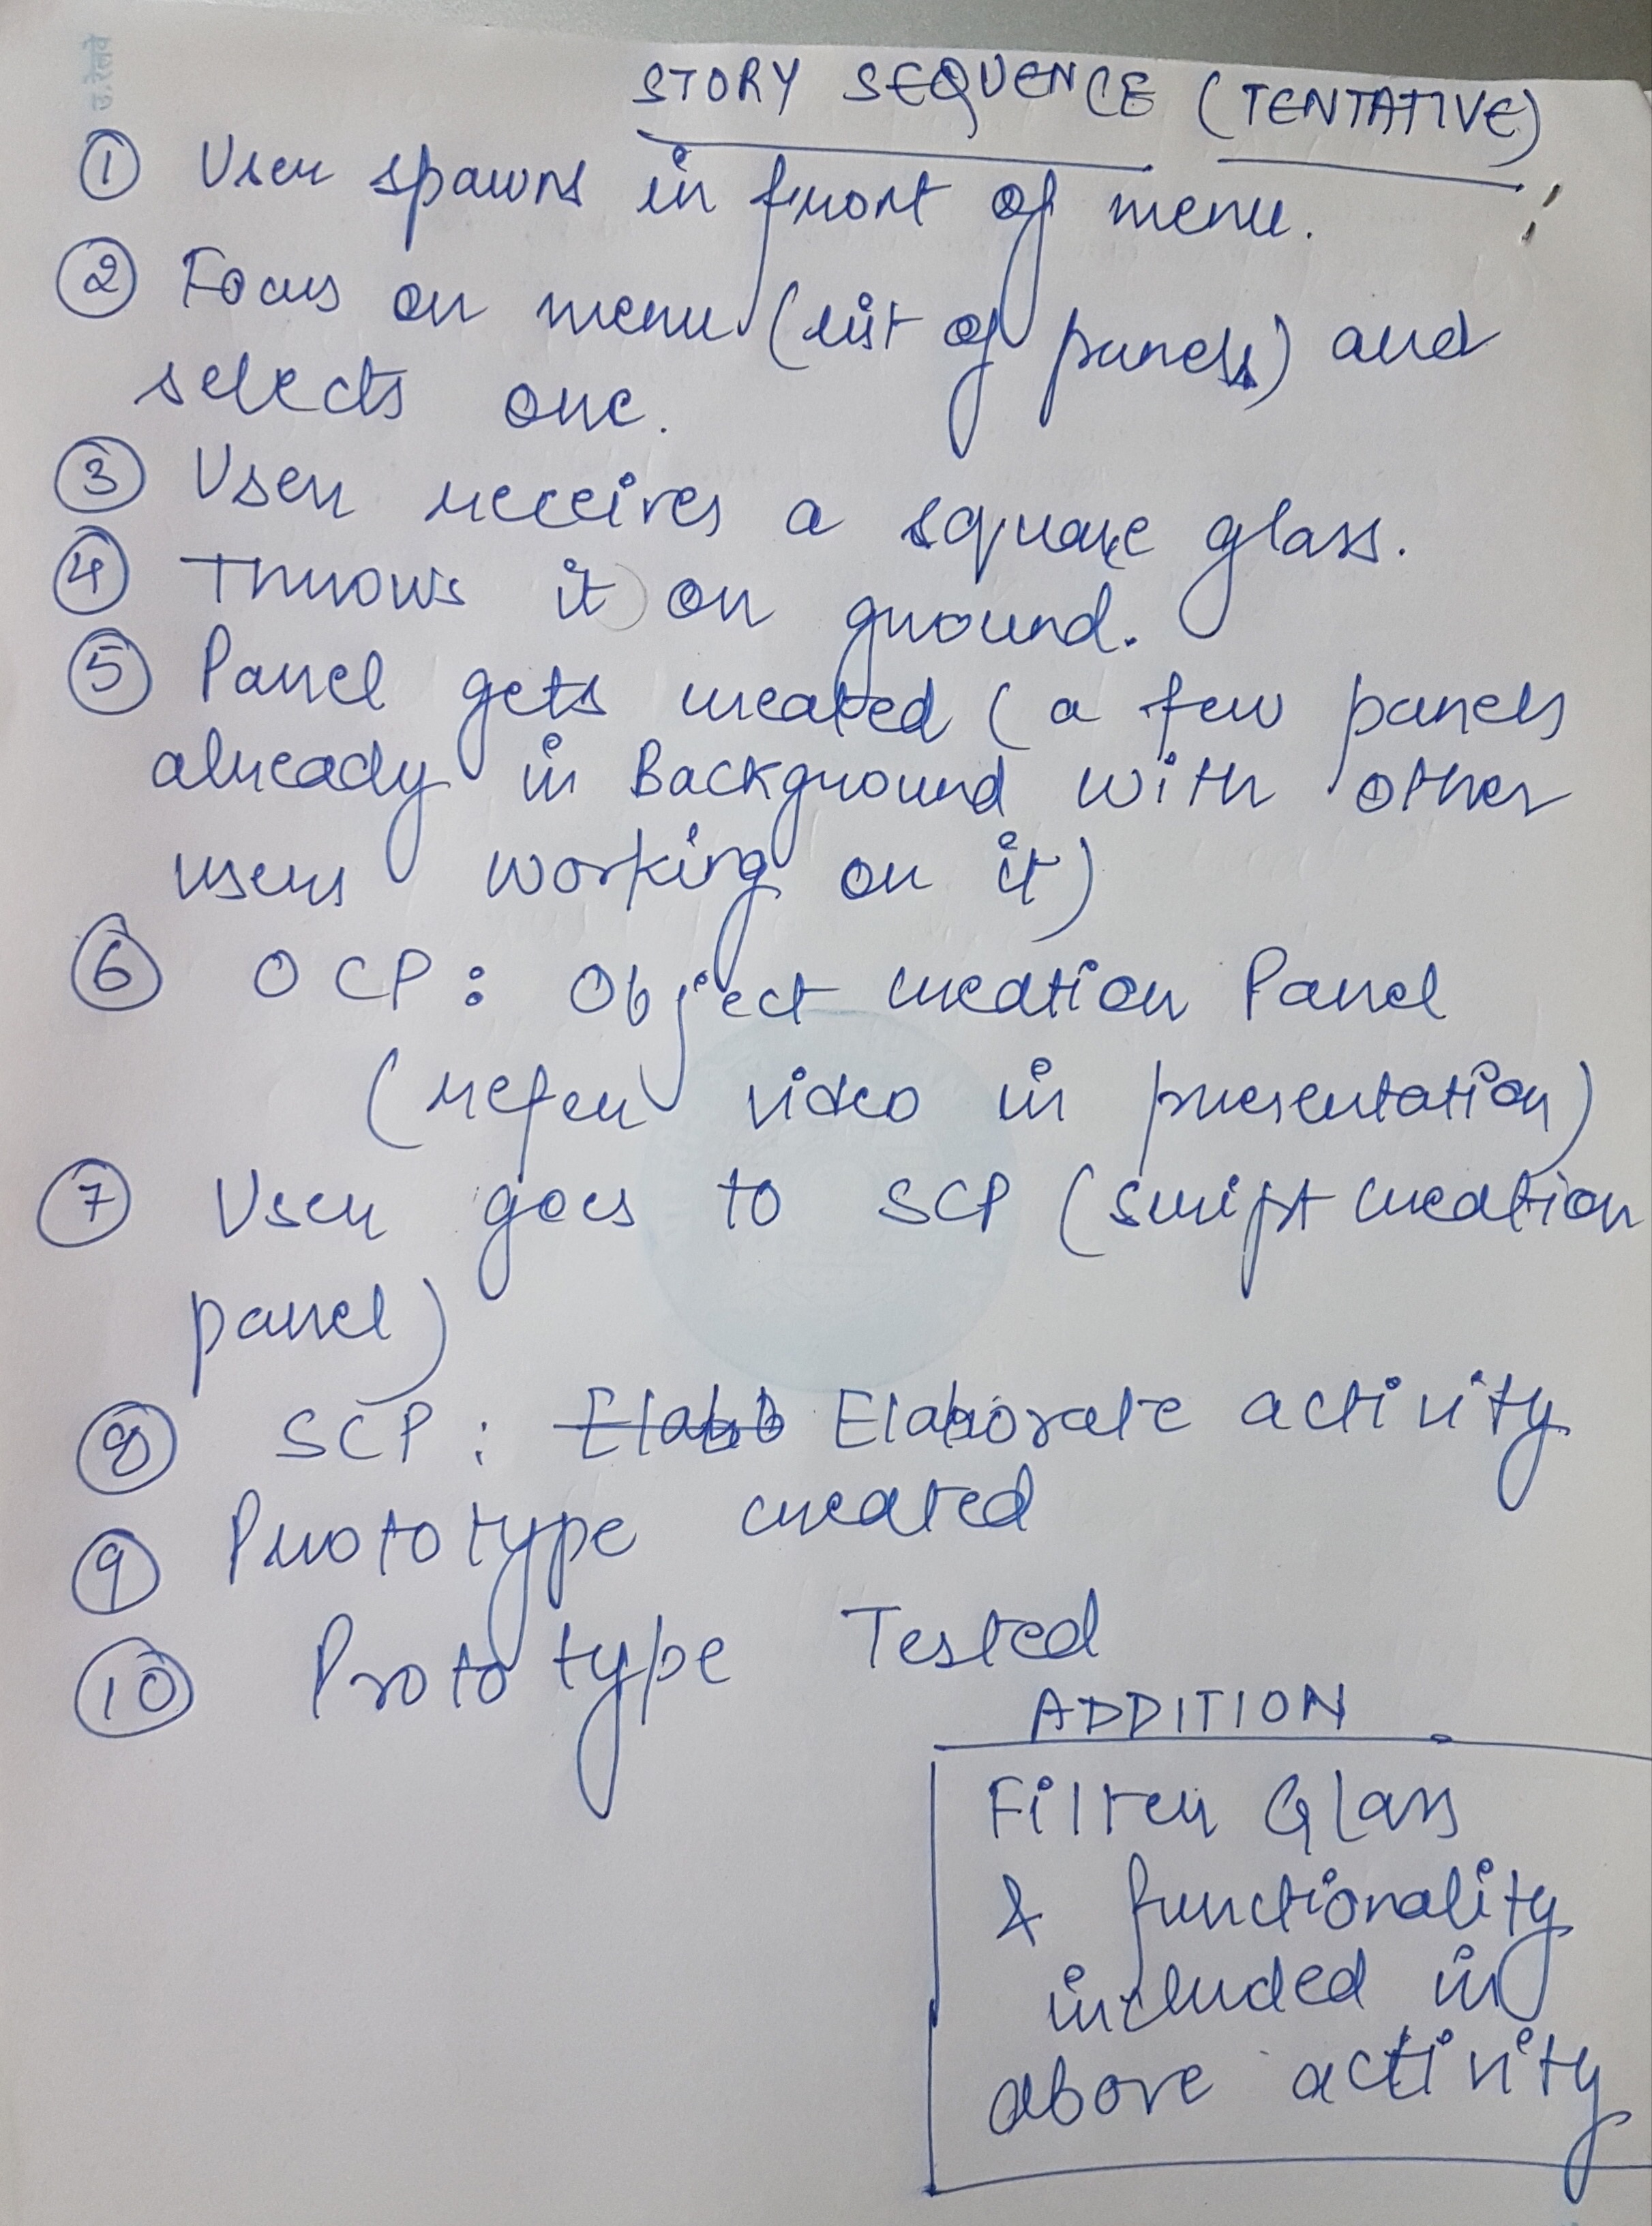 उ.रेलवे
STORY SEQUENCE (TENTATIVE)
① User spawns in front of menu.
② Focus on menu (list of panels) and
selects one.
③ User receives a square glass.
④ Throws it on ground.
⑤ Panel gets created (a few panels
already in Background with other
users working on it)
⑥ OCP: Object creation Panel
(refer video in presentation)
⑦ User goes to SCP (script creation
panel)
⑧ SCP: Elabb Elaborate activity
⑨ Prototype created
⑩ Prototype Tested
ADDITION
Filter Glass
& functionality
included in
above activity